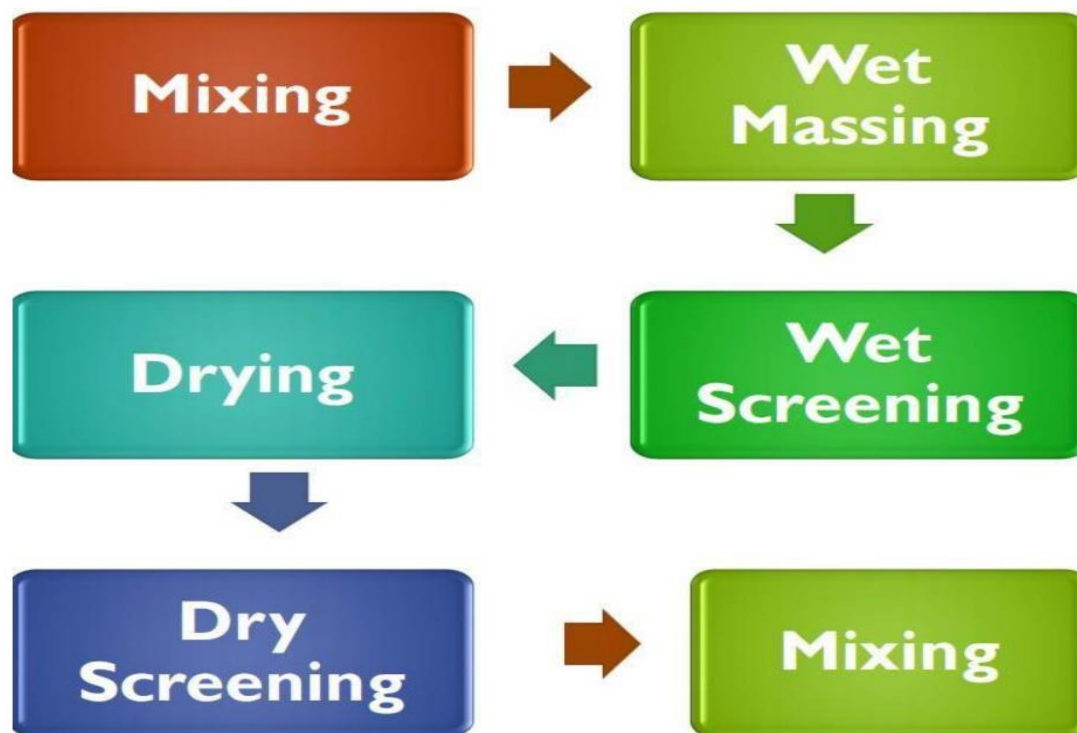 Mixing
Wet
Massing
Drying
Wet
Screening
Dry
Screening
Mixing